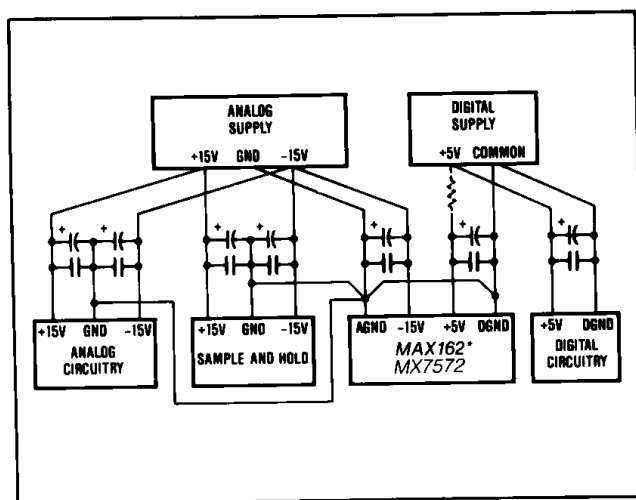 ANALOG
SUPPLY
+15V GND -15V
DIGITAL
SUPPLY
+5V COMMON
+ + + + + + +
+15V GND -15V
ANALOG
CIRCUITRY
+15V GND -15V
SAMPLE AND HOLD
AGND -15V +5V DGND
MAX162*
MX7572
+5V DGND
DIGITAL
CIRCUITRY